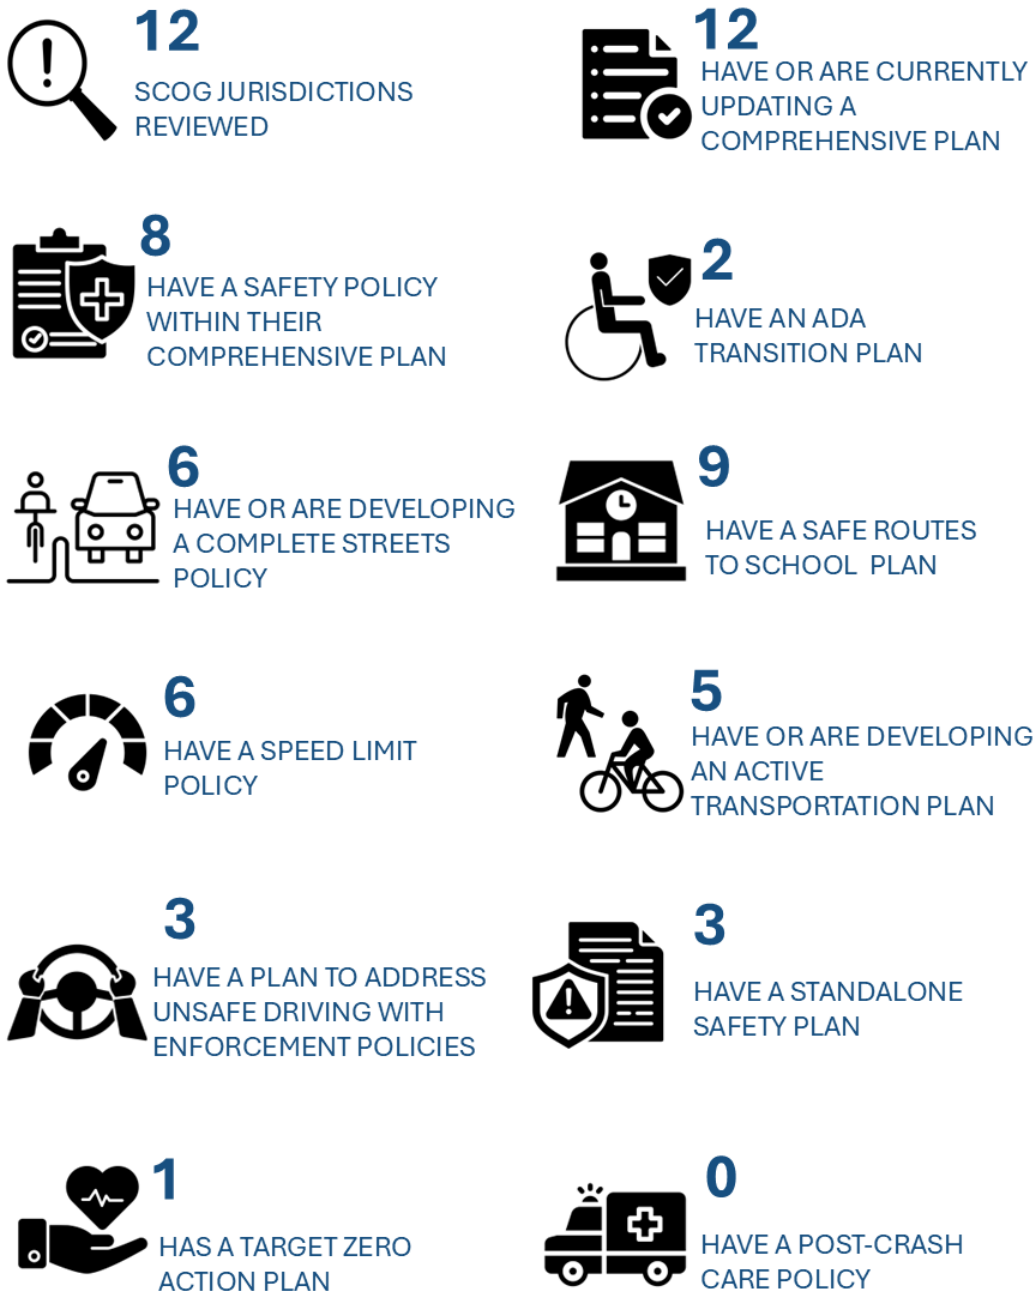 12
SCOG JURISDICTIONS
REVIEWED
12
HAVE OR ARE CURRENTLY
UPDATING A
COMPREHENSIVE PLAN
8
HAVE A SAFETY POLICY
WITHIN THEIR
COMPREHENSIVE PLAN
2
HAVE AN ADA
TRANSITION PLAN
6
HAVE OR ARE DEVELOPING
A COMPLETE STREETS
POLICY
9
HAVE A SAFE ROUTES
TO SCHOOL PLAN
6
HAVE A SPEED LIMIT
POLICY
5
HAVE OR ARE DEVELOPING
AN ACTIVE
TRANSPORTATION PLAN
3
HAVE A PLAN TO ADDRESS
UNSAFE DRIVING WITH
ENFORCEMENT POLICIES
3
HAVE A STANDALONE
SAFETY PLAN
1
HAS A TARGET ZERO
ACTION PLAN
0
HAVE A POST-CRASH
CARE POLICY